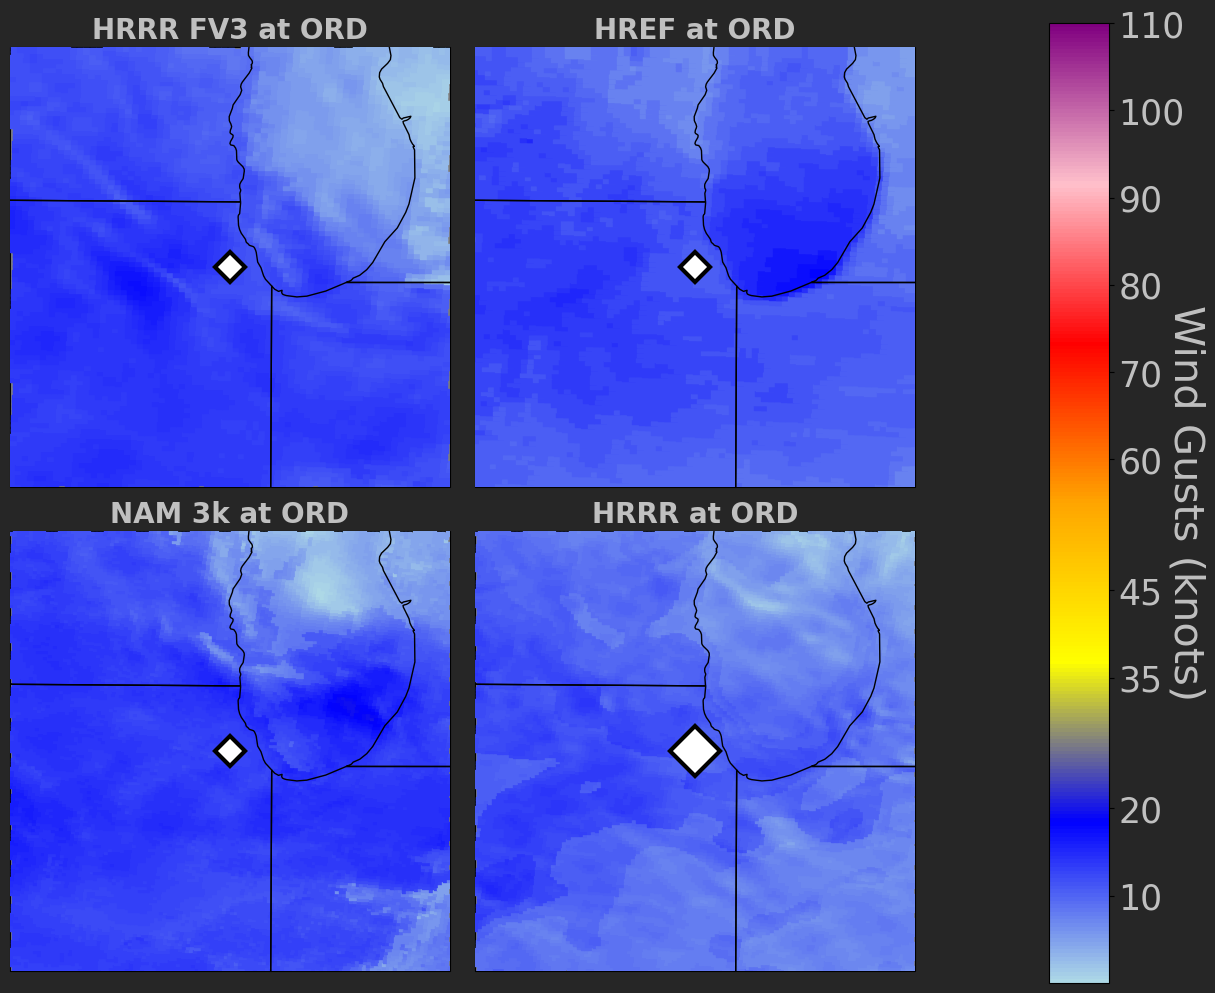 HRRR FV3 at ORD
HREF at ORD
NAM 3k at ORD
HRRR at ORD
110
100
90
80
70
60
45
35
20
10
Wind Gusts (knots)